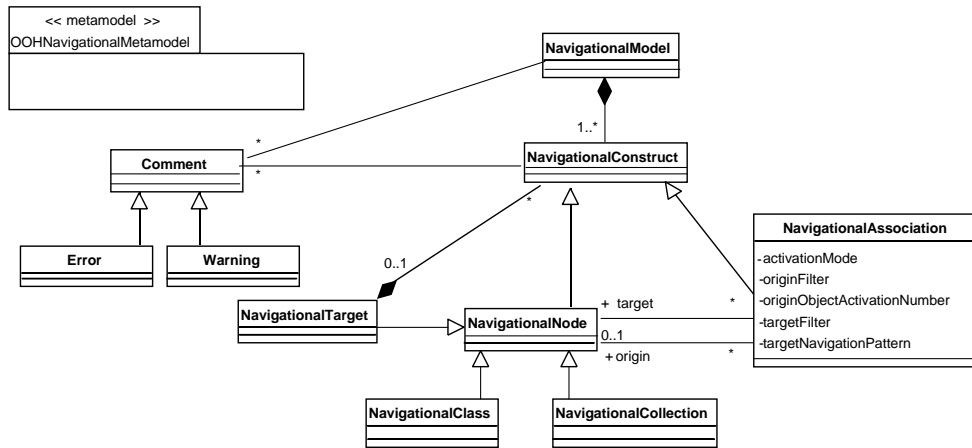 << metamodel >>
OOHNavigationalMetamodel
NavigationalModel
1..*
*
Comment
*
NavigationalConstruct
*
Error
Warning
0..1
NavigationalAssociation
-activationMode
-originFilter
-originObjectActivationNumber
-targetFilter
-targetNavigationPattern
NavigationalTarget
NavigationalNode
+ target
*
0..1
+origin
*
NavigationalClass
NavigationalCollection